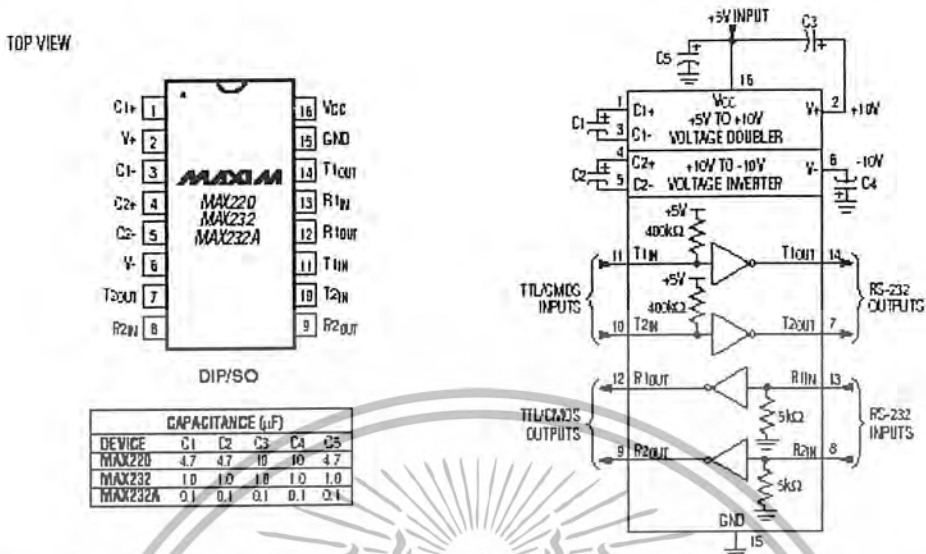 TOP VIEW
C1+ 1
V+ 2
C1- 3
C2+ 4
C2- 5
V- 6
T2OUT 7
R2IN 8
16 VCC
15 GND
14 T1OUT
13 R1IN
12 R1OUT
11 T1IN
10 T2IN
9 R2OUT
MAXIM
MAX220
MAX232
MAX232A
DIP/SO
CAPACITANCE (µF)
DEVICE C1 C2 C3 C4 C5
MAX220 4.7 4.7 10 10 4.7
MAX232 1.0 1.0 1.0 1.0 1.0
MAX232A 0.1 0.1 0.1 0.1 0.1
+5V INPUT
C3
C5
16
1 C1+ VCC V+ 2 +10V
+5V TO +10V
C1 3 C1- VOLTAGE DOUBLER
4 C2+ +10V TO -10V V- 6 -10V
C2 5 C2- VOLTAGE INVERTER C4
+5V
400kΩ
11 T1IN T1OUT 14
+5V
TTL/CMOS INPUTS
RS-232 OUTPUTS
400kΩ
10 T2IN T2OUT 7
12 R1OUT R1IN 13
TTL/CMOS OUTPUTS
5kΩ
RS-232 INPUTS
9 R2OUT R2IN 8
5kΩ
GND
15